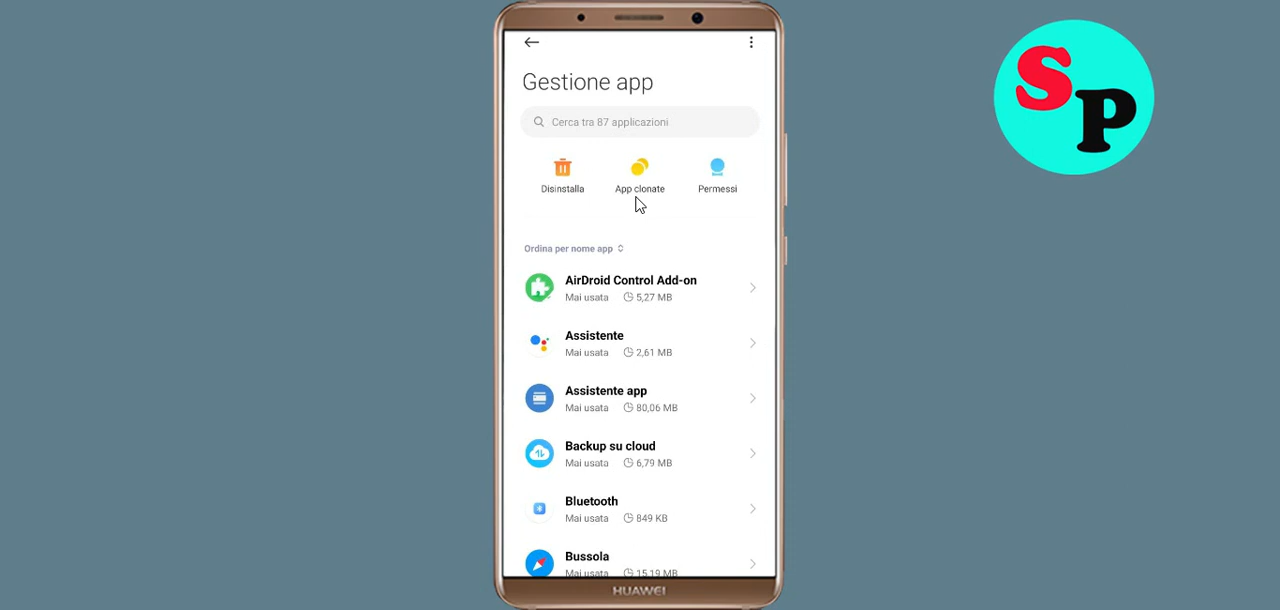 Gestione app
Cerca tra 87 applicazioni
Disinstalla App clonate Permessi
Ordina per nome app
AirDroid Control Add-on
Mai usata 5,27 MB
Assistente
Mai usata 2,61 MB
Assistente app
Mai usata 80,06 MB
Backup su cloud
Mai usata 6,79 MB
Bluetooth
Mai usata 849 KB
Bussola
Mai usata 15,19 MB
HUAWEI
SP